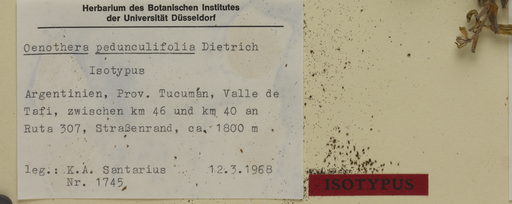 Herbarium des Botanischen Institutes
der Universität Düsseldorf
Oenothera pedunculifolia Dietrich
Isotypus
Argentinien, Prov. Tucumán, Valle de
Tafi, zwischen km 46 und km 40 an
Ruta 307, Straßenrand, ca. 1800 m
leg.: K.A. Santarius 12.3.1968
Nr. 1745
ISOTYPUS